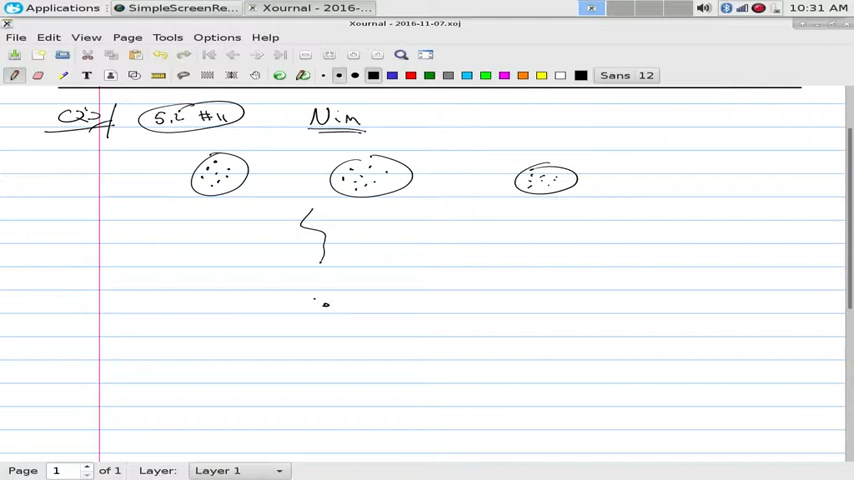 Applications SimpleScreenRe... Xournal - 2016-... 10:31 AM
Xournal - 2016-11-07.xoj
File Edit View Page Tools Options Help
T Sans 12
5.2 #11 Nim
Page 1 of 1 Layer: Layer 1